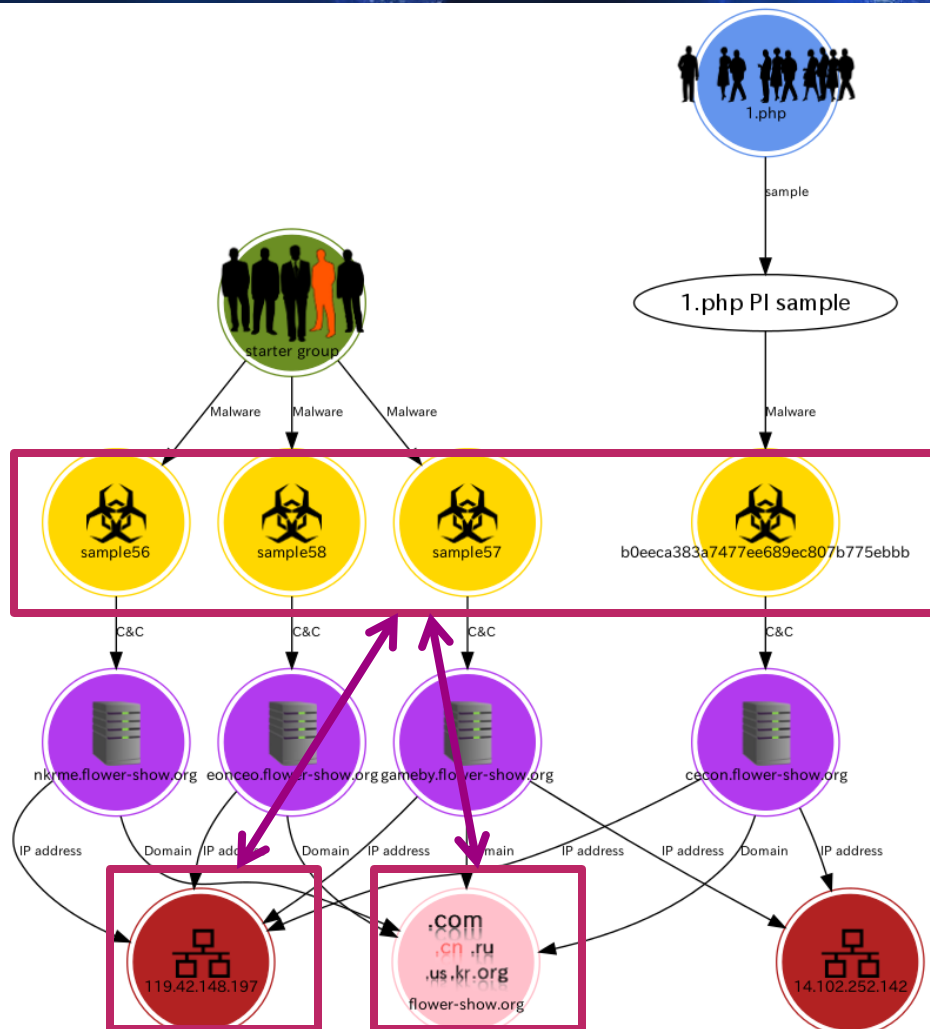 1.php
sample
1.php PI sample
starter group
Malware
Malware
Malware
Malware
sample56
sample58
sample57
b0eeca383a7477ee689ec807b775ebbb
C&C
C&C
C&C
C&C
nkrme.flower-show.org
eonceo.flower-show.org
gameby.flower-show.org
cecon.flower-show.org
IP address
Domain
IP address
Domain
IP address
Domain
IP address
IP address
Domain
IP address
.com
.cn .ru
.us.kr.org
119.42.148.197
flower-show.org
14.102.252.142